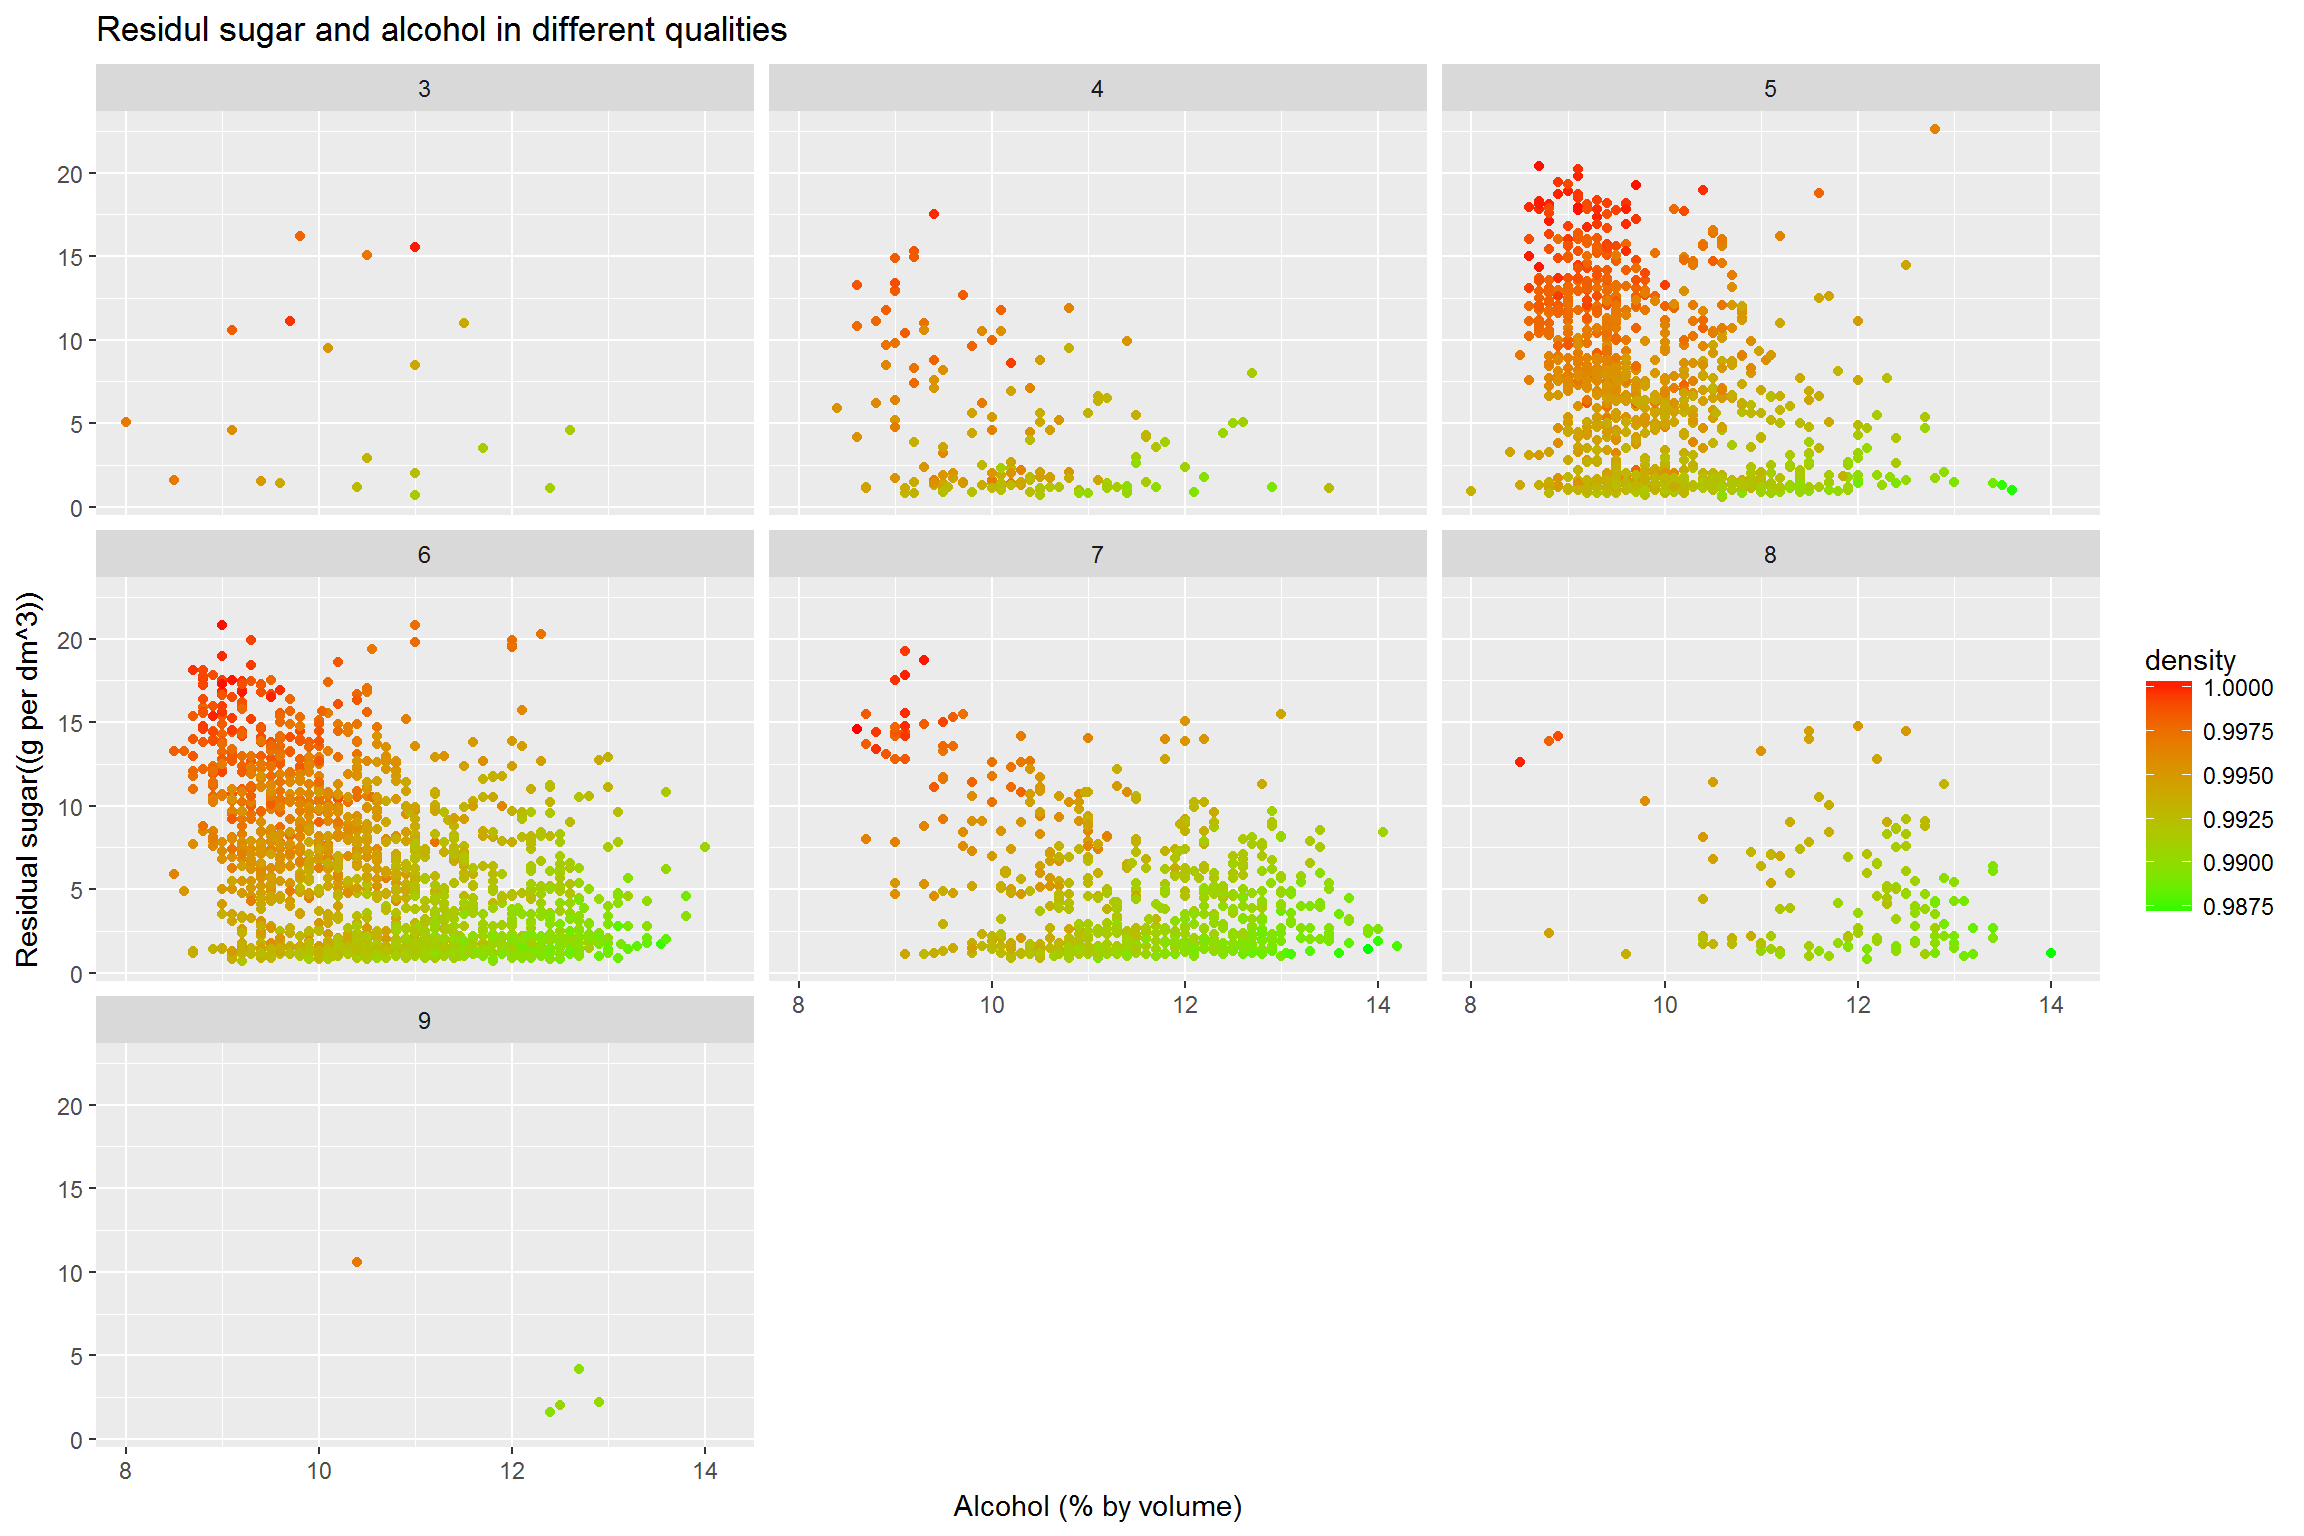 Residul sugar and alcohol in different qualities
3 4 5
20
15
10
5
0
6 7 8
20
15
10
5
0
8 10 12 14 8 10 12 14
9
20
15
10
5
0
8 10 12 14
Alcohol (% by volume)
Residual sugar((g per dm^3))
density
1.0000
0.9975
0.9950
0.9925
0.9900
0.9875